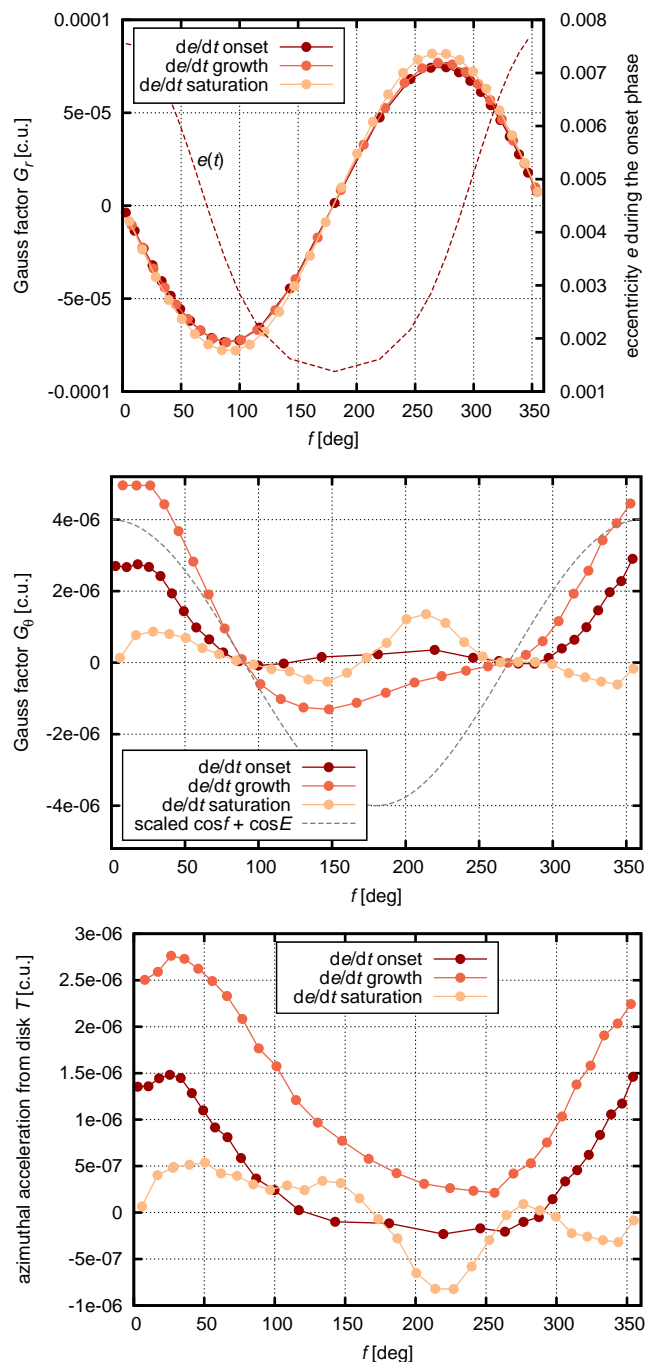 0.0001
5e-05
0
-5e-05
-0.0001
Gauss factor Gr [c.u.]
de/dt onset
de/dt growth
de/dt saturation
e(t)
0.008
0.007
0.006
0.005
0.004
0.003
0.002
0.001
eccentricity e during the onset phase
0 50 100 150 200 250 300 350
f [deg]
4e-06
2e-06
0
-2e-06
-4e-06
Gauss factor Gθ [c.u.]
de/dt onset
de/dt growth
de/dt saturation
scaled cosf + cosE
0 50 100 150 200 250 300 350
f [deg]
3e-06
2.5e-06
2e-06
1.5e-06
1e-06
5e-07
0
-5e-07
-1e-06
azimuthal acceleration from disk T [c.u.]
de/dt onset
de/dt growth
de/dt saturation
0 50 100 150 200 250 300 350
f [deg]